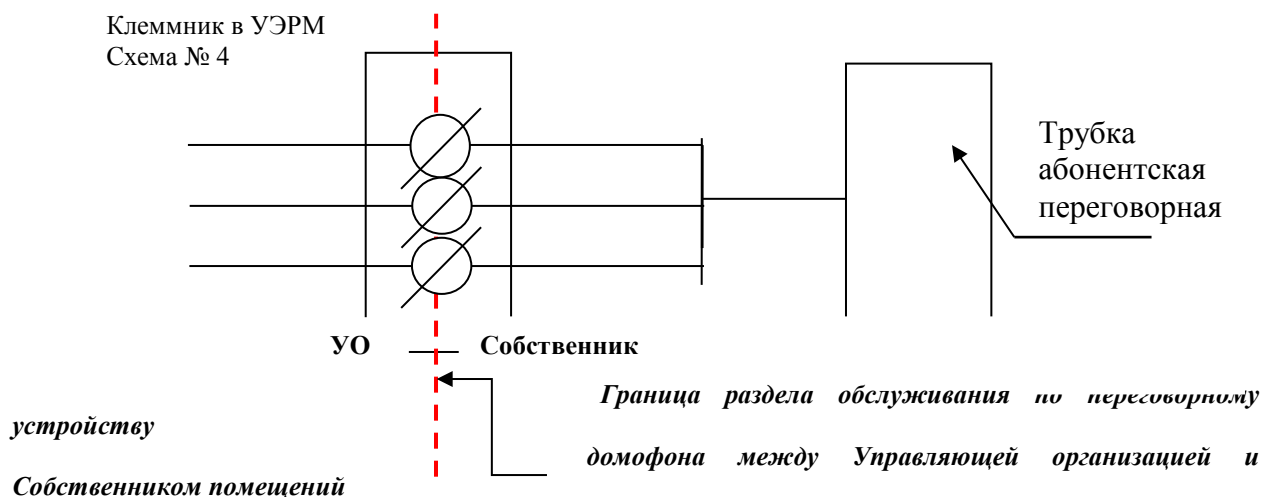 Клеммник в УЭРМ
Схема № 4
Трубка
абонентская
переговорная
УО Собственник
Граница раздела обслуживания по переговорному
устройству
домофона между Управляющей организацией и
Собственником помещений